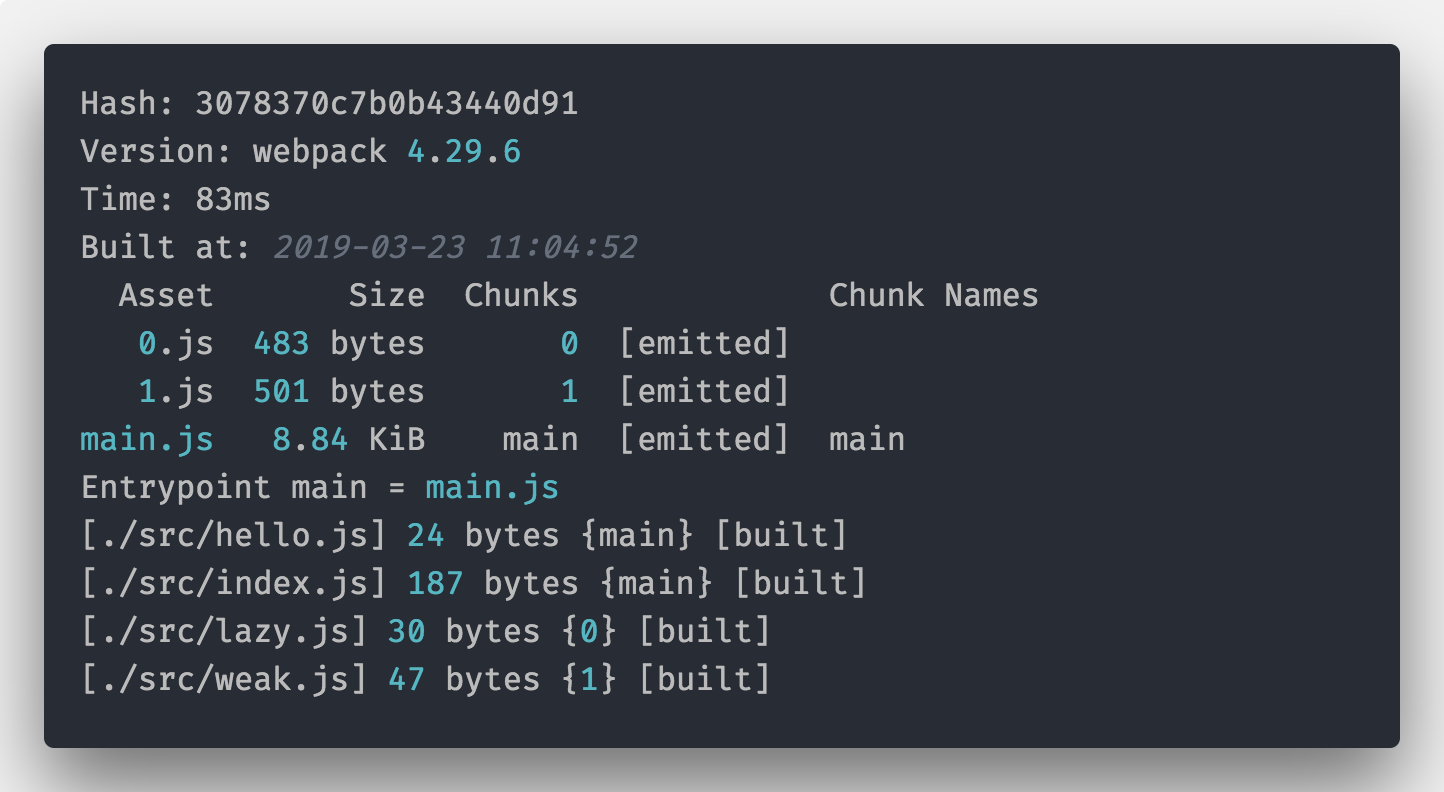 Hash: 3078370c7b0b43440d91
Version: webpack 4.29.6
Time: 83ms
Built at: 2019-03-23 11:04:52
  Asset       Size  Chunks             Chunk Names
   0.js  483 bytes       0  [emitted]
   1.js  501 bytes       1  [emitted]
main.js   8.84 KiB    main  [emitted]  main
Entrypoint main = main.js
[./src/hello.js] 24 bytes {main} [built]
[./src/index.js] 187 bytes {main} [built]
[./src/lazy.js] 30 bytes {0} [built]
[./src/weak.js] 47 bytes {1} [built]